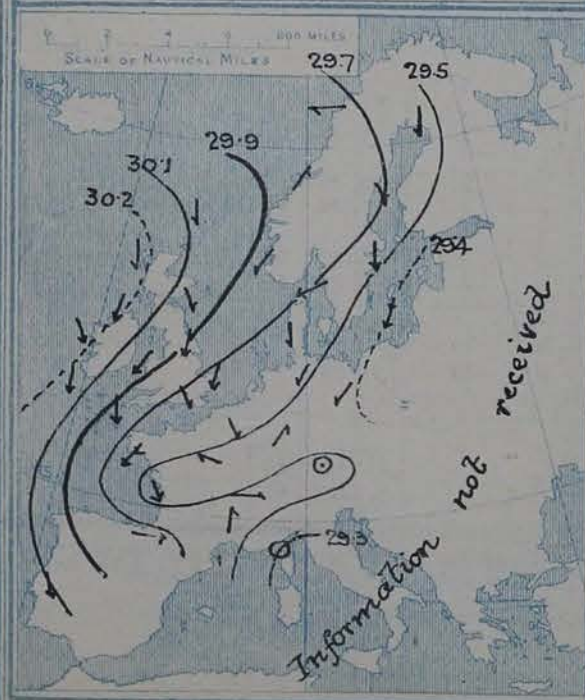 600 MILES
SCALE OF NAUTICAL MILES
29.7
29.5
29.9
30.1
30.2
29.4
29.3
Information not received